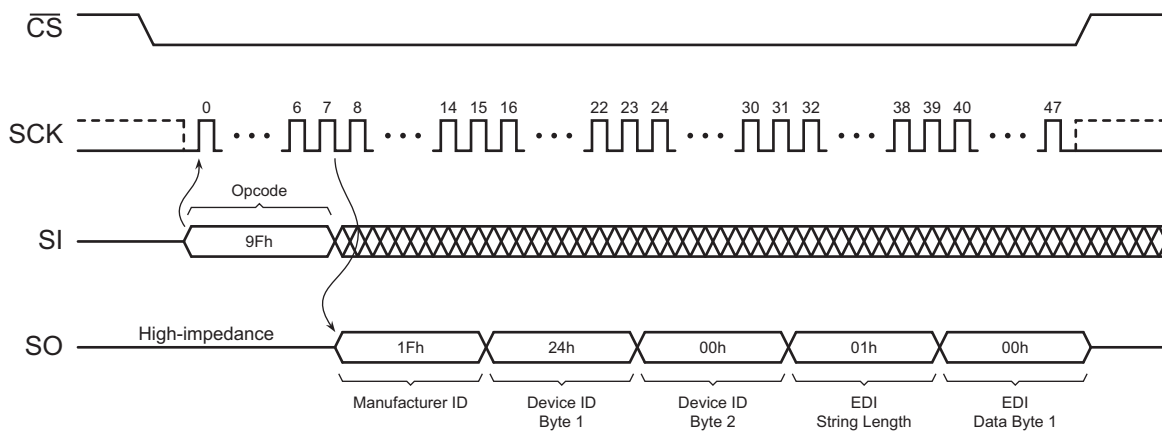 CS
SCK
0 6 7 8 14 15 16 22 23 24 30 31 32 38 39 40 47
Opcode
SI
9Fh
High-impedance
SO
1Fh 24h 00h 01h 00h
Manufacturer ID
Device ID
Byte 1
Device ID
Byte 2
EDI
String Length
EDI
Data Byte 1